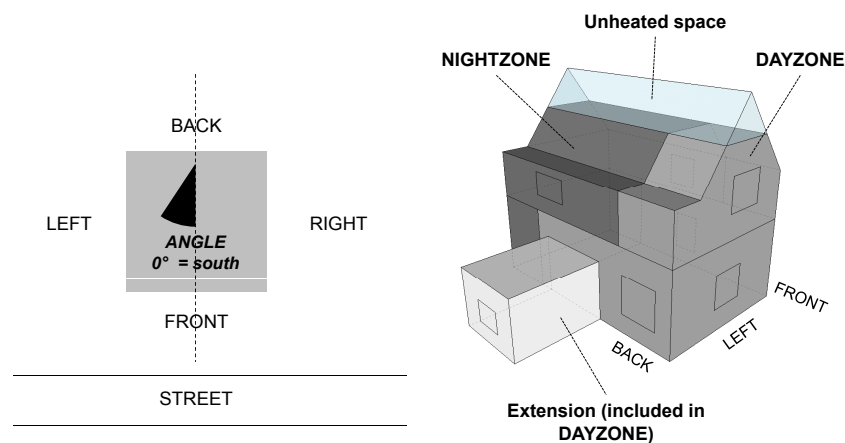 BACK
LEFT
RIGHT
ANGLE
0° = south
FRONT
STREET
Unheated space
NIGHTZONE
DAYZONE
FRONT
LEFT
BACK
Extension (included in
DAYZONE)